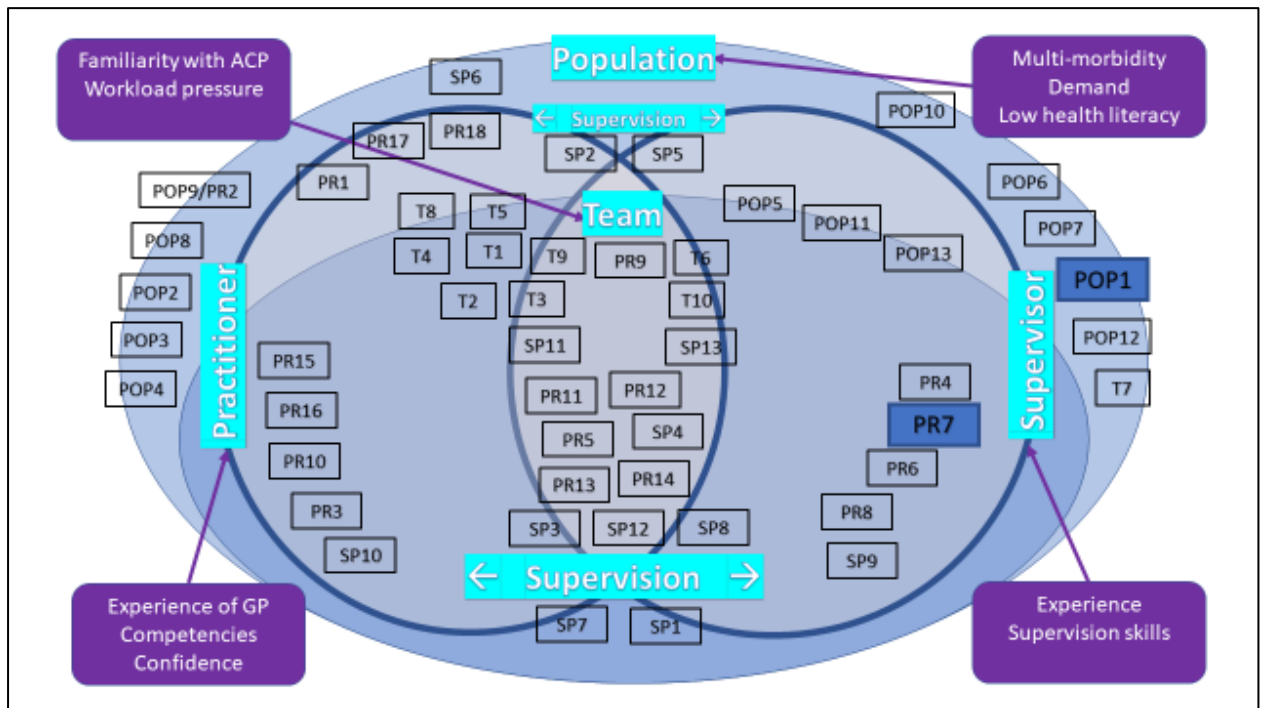 Familiarity with ACP
Workload pressure
Population
Multi-morbidity
Demand
Low health literacy
SP6
POP10
← Supervision →
PR17
PR18
SP2
SP5
PR1
POP9/PR2
POP6
T8
T5
Team
POP5
POP11
POP7
POP8
T4
T1
T9
PR9
T6
POP13
POP2
T2
T3
T10
POP1
Practitioner
Supervisor
POP3
SP11
SP13
POP12
POP4
PR15
PR11
PR12
PR4
T7
PR16
PR5
SP4
PR7
PR10
PR13
PR14
PR6
PR3
SP3
SP12
SP8
PR8
SP10
SP9
← Supervision →
SP7
SP1
Experience of GP
Competencies
Confidence
Experience
Supervision skills